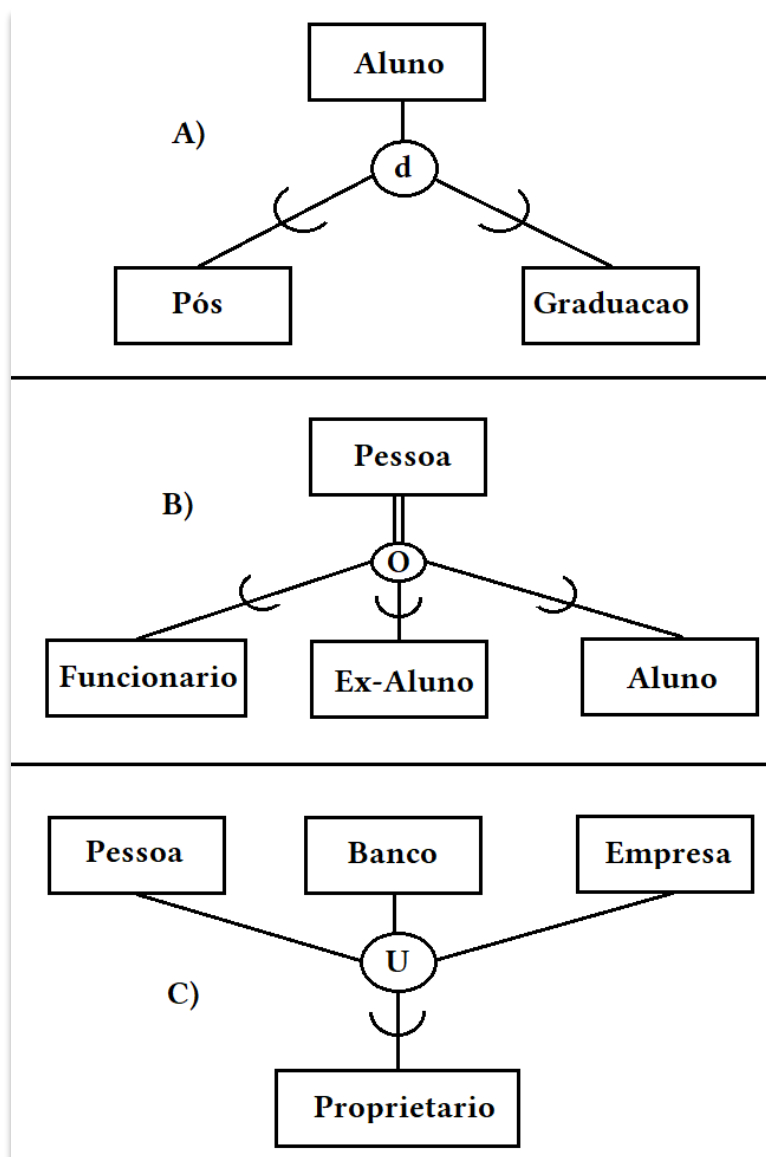 Aluno
A)
d
Pós
Graduacao
Pessoa
B)
O
Funcionario
Ex-Aluno
Aluno
Pessoa
Banco
Empresa
U
C)
Proprietario